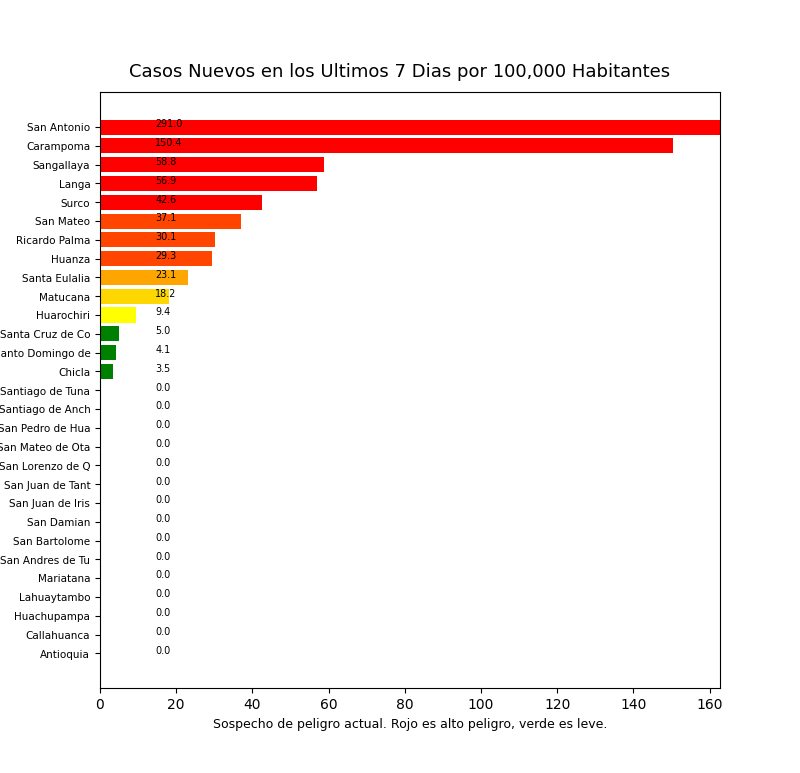 Casos Nuevos en los Ultimos 7 Dias por 100,000 Habitantes
San Antonio 291.0
Carampoma 150.4
Sangallaya 58.8
Langa 56.9
Surco 42.6
San Mateo 37.1
Ricardo Palma 30.1
Huanza 29.3
Santa Eulalia 23.1
Matucana 18.2
Huarochiri 9.4
Santa Cruz de Co 5.0
anto Domingo de 4.1
Chicla 3.5
Santiago de Tuna 0.0
Santiago de Anch 0.0
San Pedro de Hua 0.0
San Mateo de Ota 0.0
San Lorenzo de Q 0.0
San Juan de Tant 0.0
San Juan de Iris 0.0
San Damian 0.0
San Bartolome 0.0
San Andres de Tu 0.0
Mariatana 0.0
Lahuaytambo 0.0
Huachupampa 0.0
Callahuanca 0.0
Antioquia 0.0
0 20 40 60 80 100 120 140 160
Sospecho de peligro actual. Rojo es alto peligro, verde es leve.